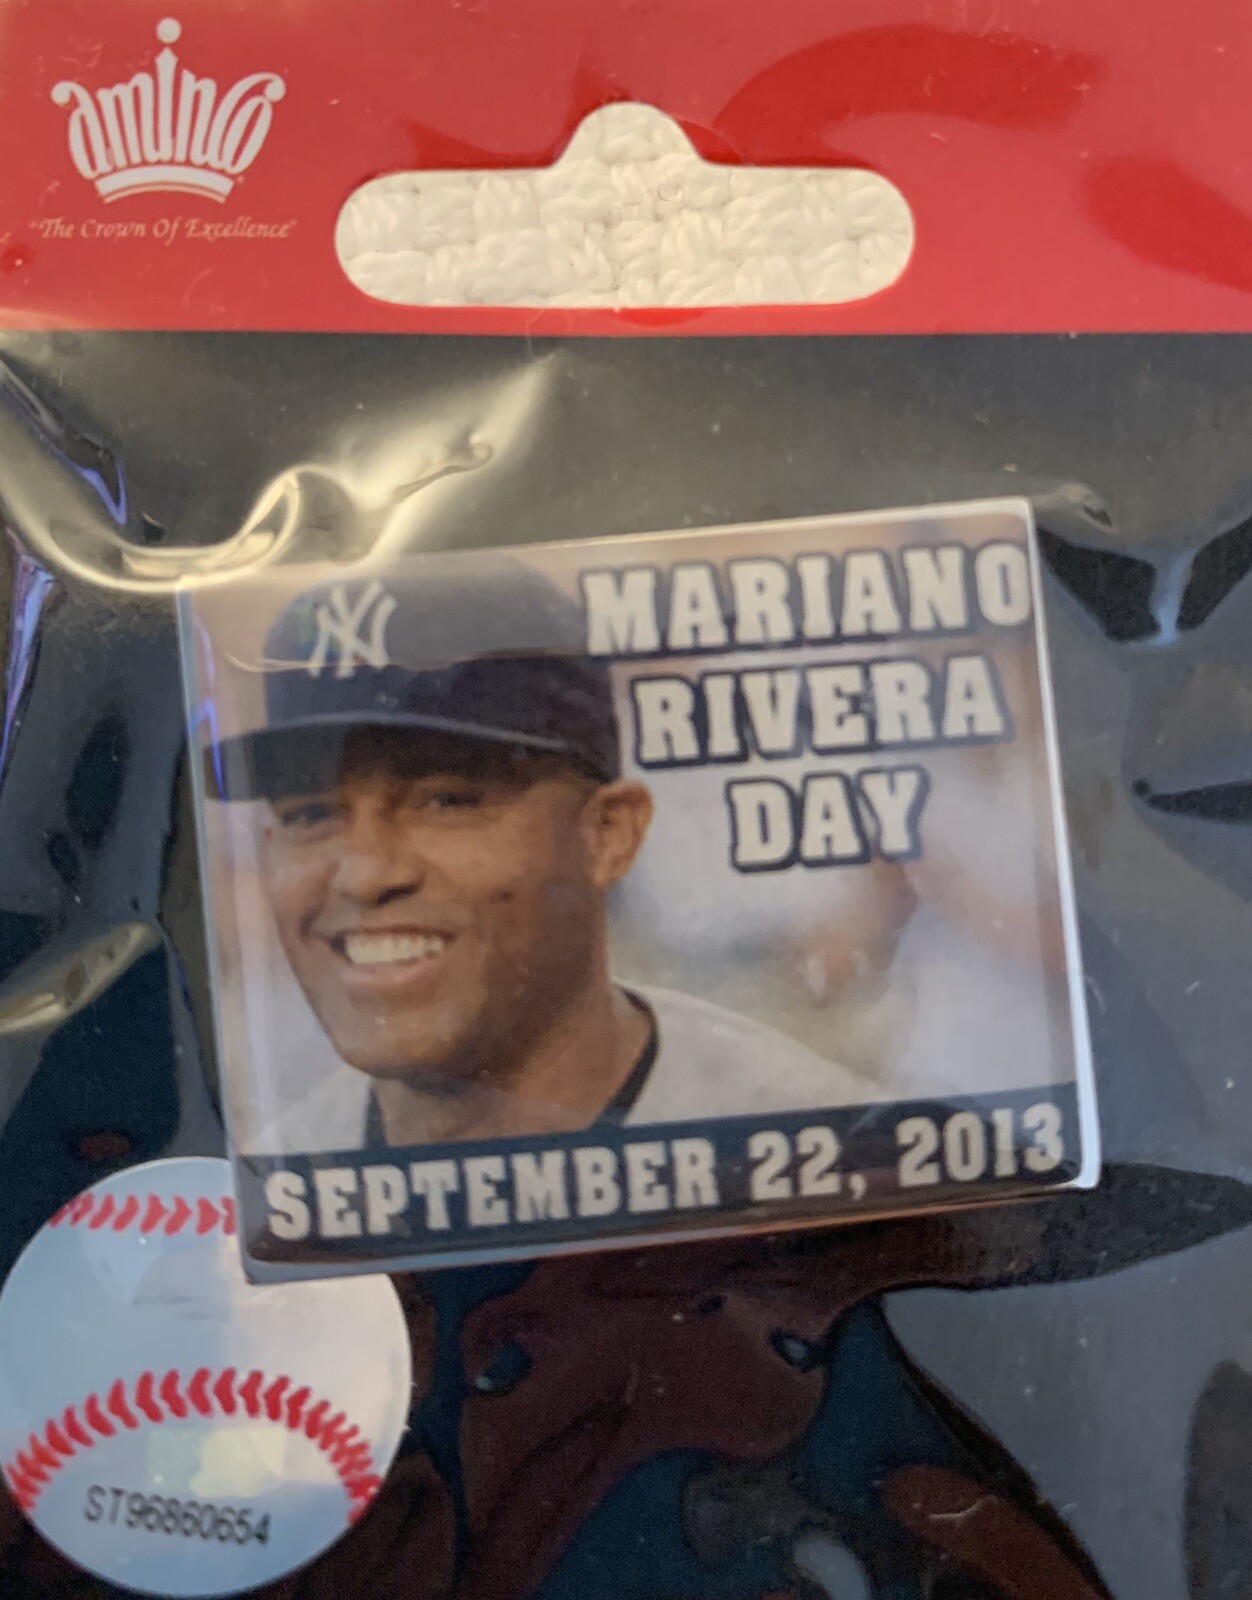 aminco
"The Crown Of Excellence"
NY
MARIANO
RIVERA
DAY
SEPTEMBER 22, 2013
ST96860654